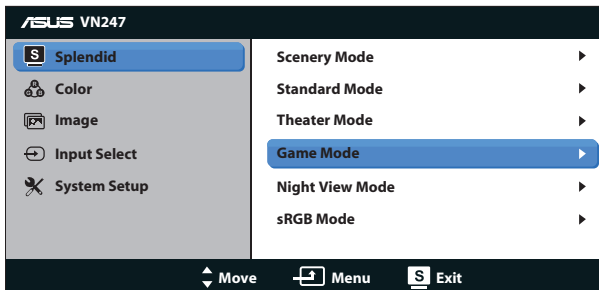 ASUS VN247
S Splendid
Color
Image
Input Select
System Setup
Scenery Mode
Standard Mode
Theater Mode
Game Mode
Night View Mode
sRGB Mode
Move Menu S Exit